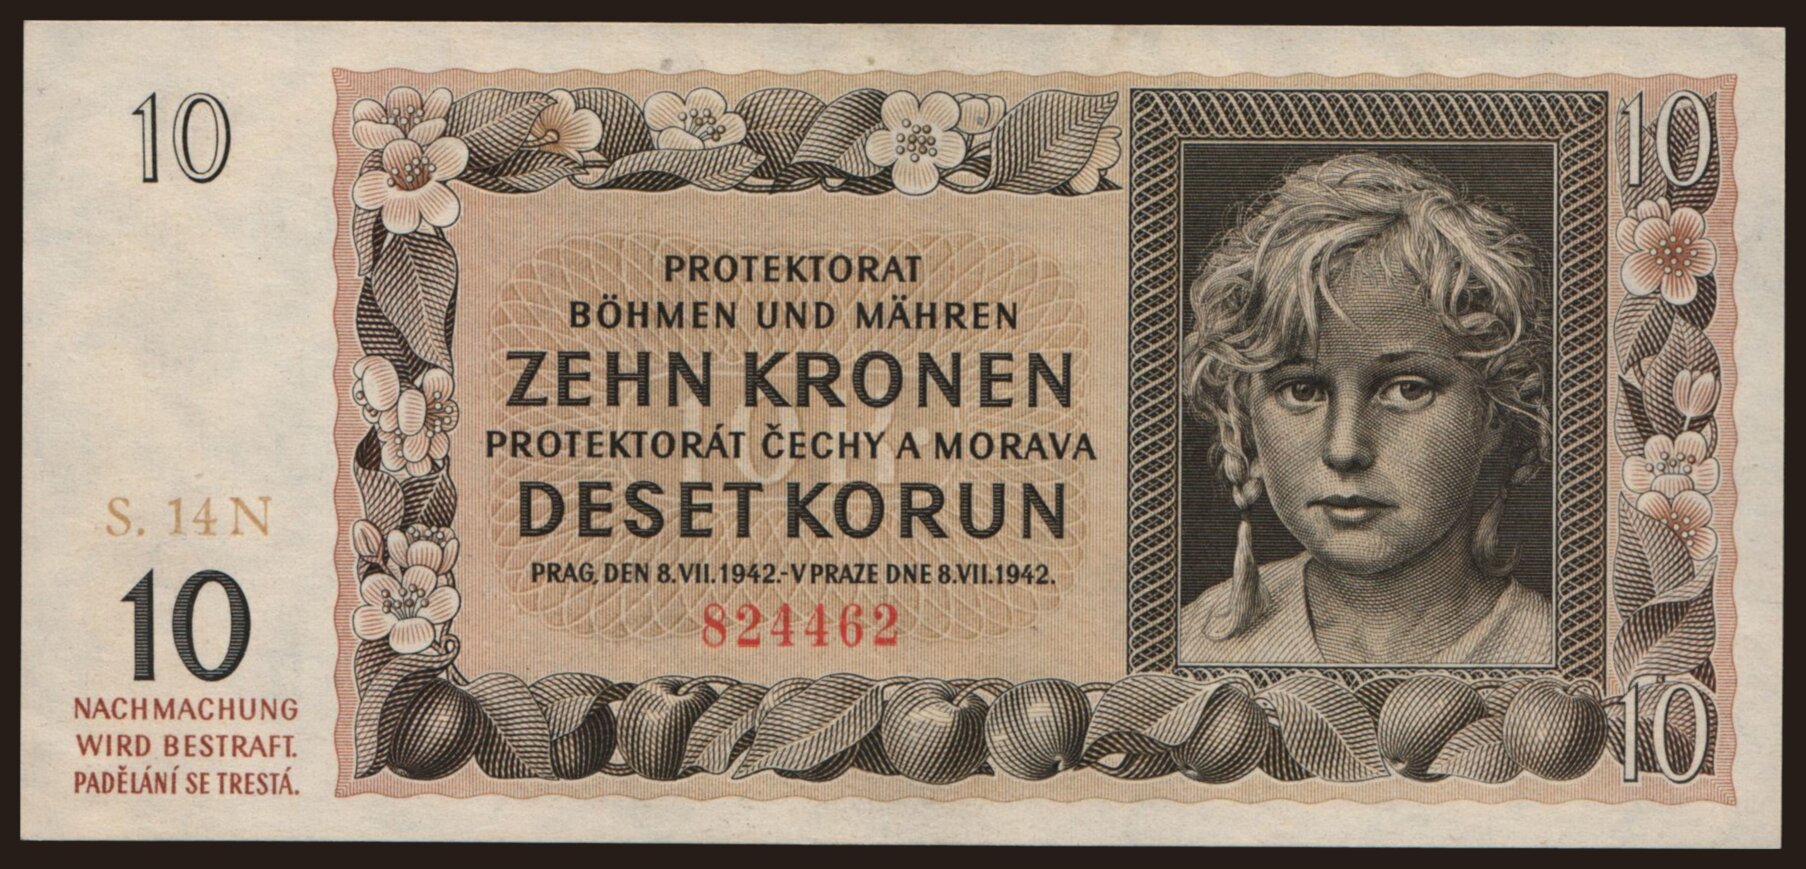 10
10
PROTEKTORAT
BÖHMEN UND MÄHREN
ZEHN KRONEN
PROTEKTORÁT ČECHY A MORAVA
DESET KORUN
PRAG, DEN 8.VII.1942.-V PRAZE DNE 8.VII.1942.
824462
S. 14 N
10
NACHMACHUNG
WIRD BESTRAFT.
PADĚLÁNÍ SE TRESTÁ.
10